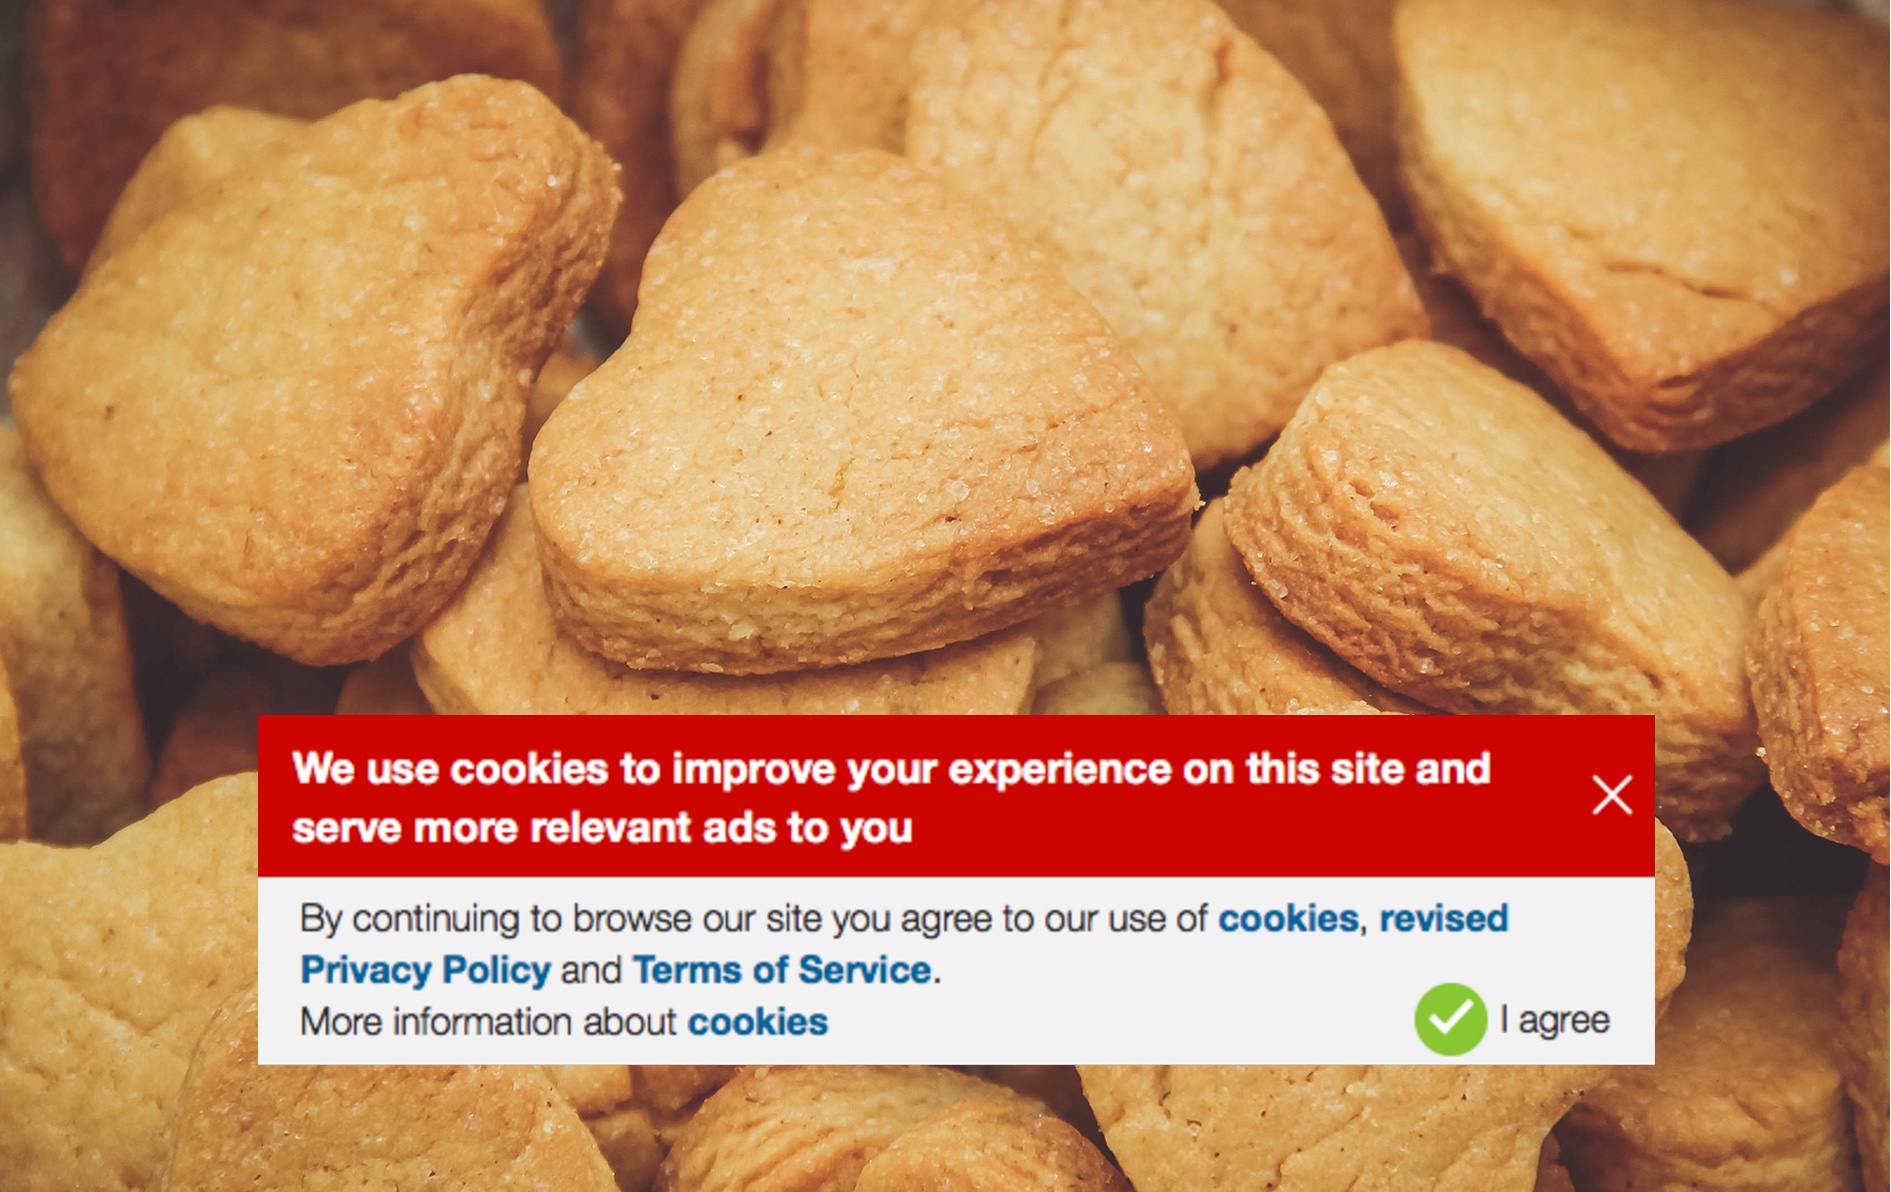 We use cookies to improve your experience on this site and
serve more relevant ads to you
By continuing to browse our site you agree to our use of cookies, revised
Privacy Policy and Terms of Service.
More information about cookies
I agree